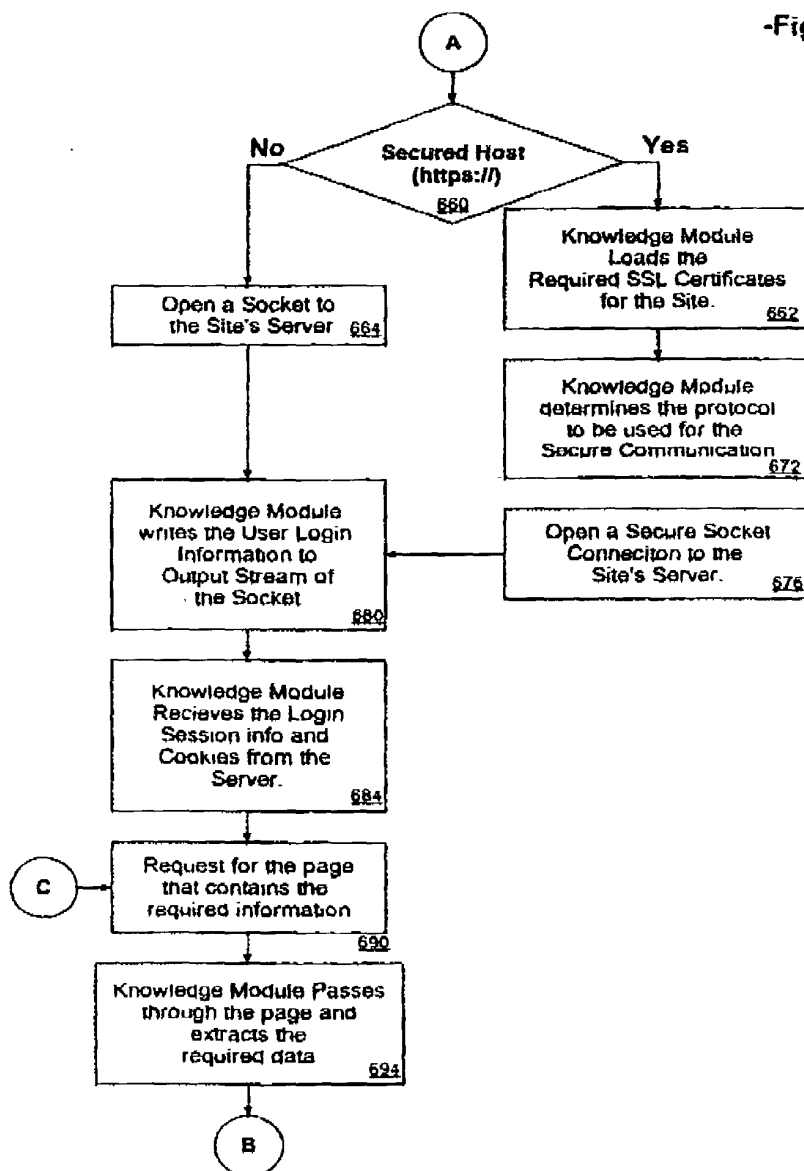 -Fig
A
No
Yes
Secured Host
(https://)
660
Knowledge Module
Loads the
Required SSL Certificates
for the Site.
662
Open a Socket to
the Site's Server
664
Knowledge Module
determines the protocol
to be used for the
Secure Communication
672
Knowledge Module
writes the User Login
Information to
Output Stream of
the Socket
680
Open a Secure Socket
Conneciton to the
Site's Server.
676
Knowledge Module
Recieves the Login
Session info and
Cookies from the
Server.
684
C
Request for the page
that contains the
required information
690
Knowledge Module Passes
through the page and
extracts the
required data
694
B